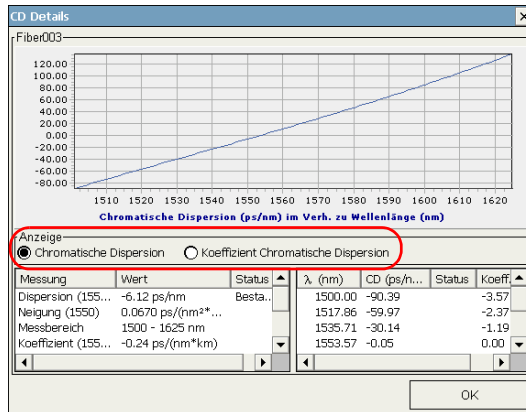 CD Details
Fiber003
120.00
100.00
80.00
60.00
40.00
20.00
0.00
-20.00
-40.00
-60.00
-80.00
1510 1520 1530 1540 1550 1560 1570 1580 1590 1600 1610 1620
Chromatische Dispersion (ps/nm) im Verh. zu Wellenlänge (nm)
Anzeige
Chromatische Dispersion Koeffizient Chromatische Dispersion
Messung Wert Status
Dispersion (155... -6.12 ps/nm Besta..
Neigung (1550) 0.0670 ps/(nm²*...
Messbereich 1500 - 1625 nm
Koeffizient (155... -0.24 ps/(nm*km)
λ (nm) CD (ps/n... Status Koeff.
1500.00 -90.39 -3.57
1517.86 -59.97 -2.37
1535.71 -30.14 -1.19
1553.57 -0.05 0.00
OK